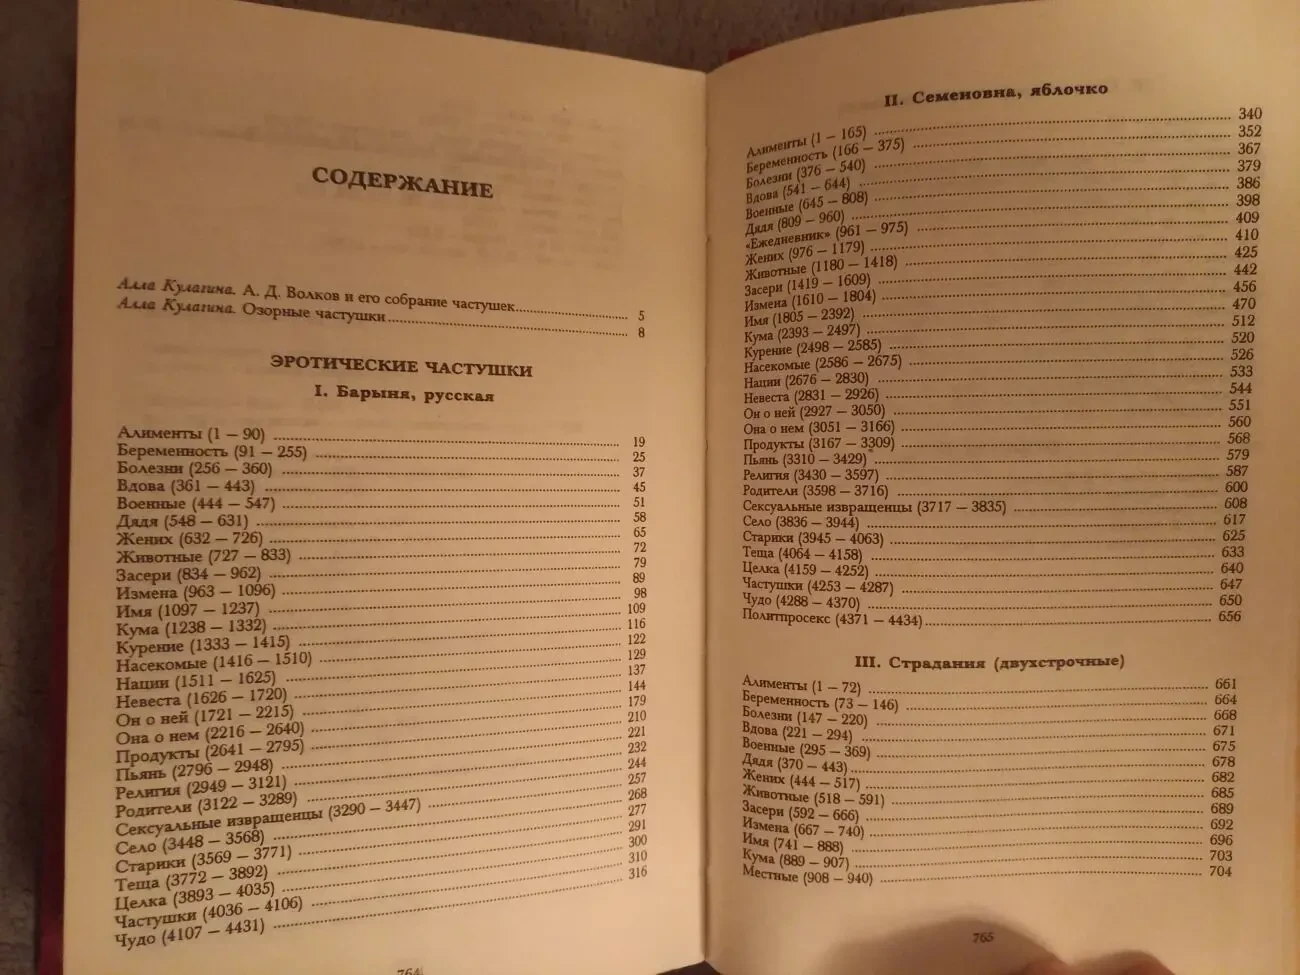 СОДЕРЖАНИЕ
Алла Кулагина. А. Д. Волков и его собрание частушек 5
Алла Кулагина. Озорные частушки 8
ЭРОТИЧЕСКИЕ ЧАСТУШКИ
I. Барыня, русская
Алименты (1 — 90) 19
Беременность (91 — 255) 25
Болезни (256 — 360) 37
Вдова (361 — 443) 45
Военные (444 — 547) 51
Дядя (548 — 631) 58
Жених (632 — 726) 65
Животные (727 — 833) 72
Засери (834 — 962) 79
Измена (963 — 1096) 89
Имя (1097 — 1237) 98
Кума (1238 — 1332) 109
Курение (1333 — 1415) 116
Насекомые (1416 — 1510) 122
Нации (1511 — 1625) 129
Невеста (1626 — 1720) 137
Он о ней (1721 — 2215) 144
Она о нем (2216 — 2640) 179
Продукты (2641 — 2795) 210
Пьянь (2796 — 2948) 221
Религия (2949 — 3121) 232
Родители (3122 — 3289) 244
Сексуальные извращенцы (3290 — 3447) 257
Село (3448 — 3568) 268
Старики (3569 — 3771) 277
Теща (3772 — 3892) 291
Целка (3893 — 4035) 300
Частушки (4036 — 4106) 310
Чудо (4107 — 4431) 316
764
II. Семеновна, яблочко
Алименты (1 — 165) 340
Беременность (166 — 375) 352
Болезни (376 — 540) 367
Вдова (541 — 644) 379
Военные (645 — 808) 386
Дядя (809 — 960) 398
«Ежедневник» (961 — 975) 409
Жених (976 — 1179) 410
Животные (1180 — 1418) 425
Засери (1419 — 1609) 442
Измена (1610 — 1804) 456
Имя (1805 — 2392) 470
Кума (2393 — 2497) 512
Курение (2498 — 2585) 520
Насекомые (2586 — 2675) 526
Нации (2676 — 2830) 533
Невеста (2831 — 2926) 544
Он о ней (2927 — 3050) 551
Она о нем (3051 — 3166) 560
Продукты (3167 — 3309) 568
Пьянь (3310 — 3429) 579
Религия (3430 — 3597) 587
Родители (3598 — 3716) 600
Сексуальные извращенцы (3717 — 3835) 608
Село (3836 — 3944) 617
Старики (3945 — 4063) 625
Теща (4064 — 4158) 633
Целка (4159 — 4252) 640
Частушки (4253 — 4287) 647
Чудо (4288 — 4370) 650
Политпросекс (4371 — 4434) 656
III. Страдания (двухстрочные)
Алименты (1 — 72) 661
Беременность (73 — 146) 664
Болезни (147 — 220) 668
Вдова (221 — 294) 671
Военные (295 — 369) 675
Дядя (370 — 443) 678
Жених (444 — 517) 682
Животные (518 — 591) 685
Засери (592 — 666) 689
Измена (667 — 740) 692
Имя (741 — 888) 696
Кума (889 — 907) 703
Местные (908 — 940) 704
765